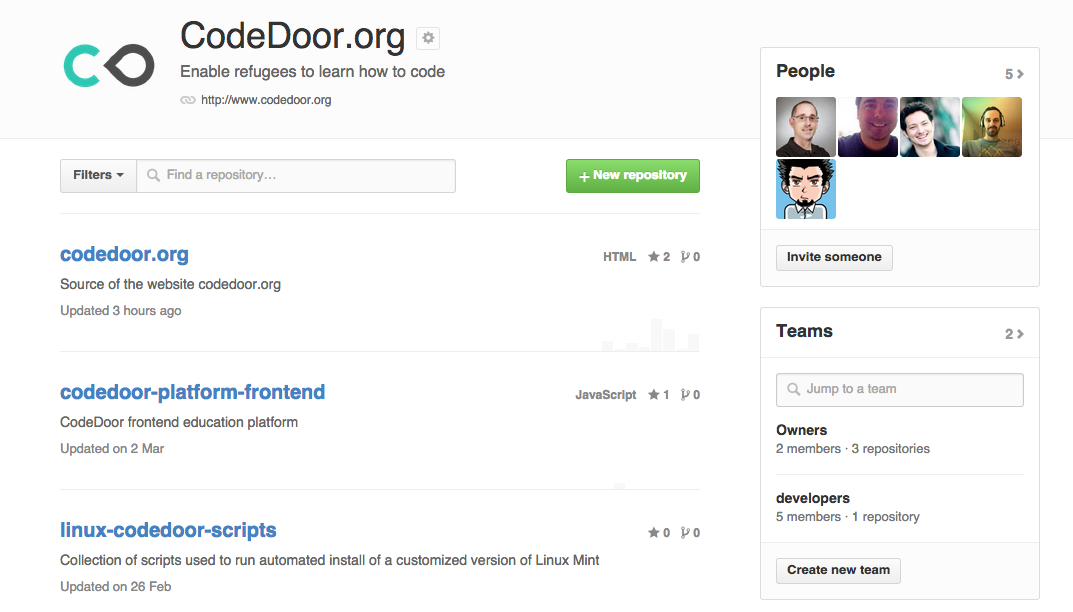 CodeDoor.org
Enable refugees to learn how to code
http://www.codedoor.org
Filters
Find a repository…
+ New repository
codedoor.org
HTML 2 0
Source of the website codedoor.org
Updated 3 hours ago
codedoor-platform-frontend
JavaScript 1 0
CodeDoor frontend education platform
Updated on 2 Mar
linux-codedoor-scripts
0 0
Collection of scripts used to run automated install of a customized version of Linux Mint
Updated on 26 Feb
People
5
Invite someone
Teams
2
Jump to a team
Owners
2 members · 3 repositories
developers
5 members · 1 repository
Create new team